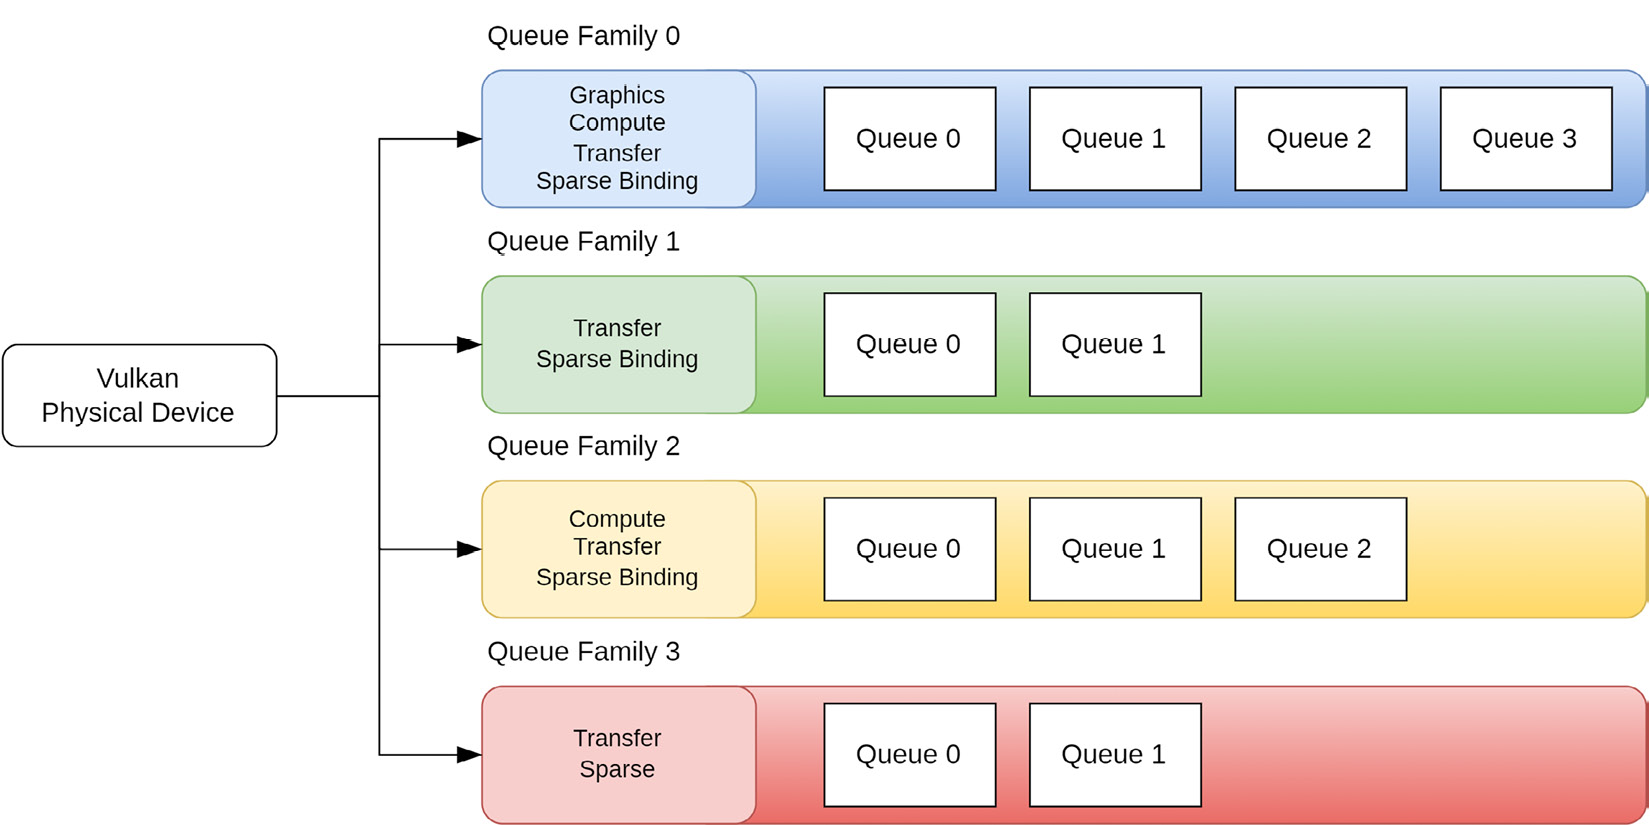 Queue Family 0
Graphics
Compute
Transfer
Sparse Binding
Queue 0
Queue 1
Queue 2
Queue 3
Queue Family 1
Transfer
Sparse Binding
Queue 0
Queue 1
Vulkan
Physical Device
Queue Family 2
Compute
Transfer
Sparse Binding
Queue 0
Queue 1
Queue 2
Queue Family 3
Transfer
Sparse
Queue 0
Queue 1